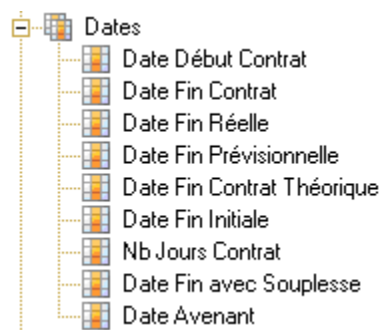 Dates
Date Début Contrat
Date Fin Contrat
Date Fin Réelle
Date Fin Prévisionnelle
Date Fin Contrat Théorique
Date Fin Initiale
Nb Jours Contrat
Date Fin avec Souplesse
Date Avenant